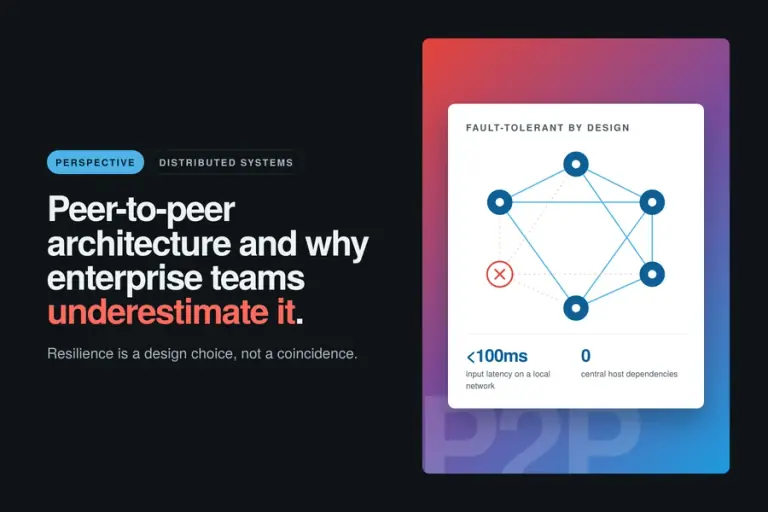 PERSPECTIVE
DISTRIBUTED SYSTEMS
Peer-to-peer
architecture and why
enterprise teams
underestimate it.
Resilience is a design choice, not a coincidence.
FAULT-TOLERANT BY DESIGN
<100ms
input latency on a local
network
0
central host dependencies
P2P